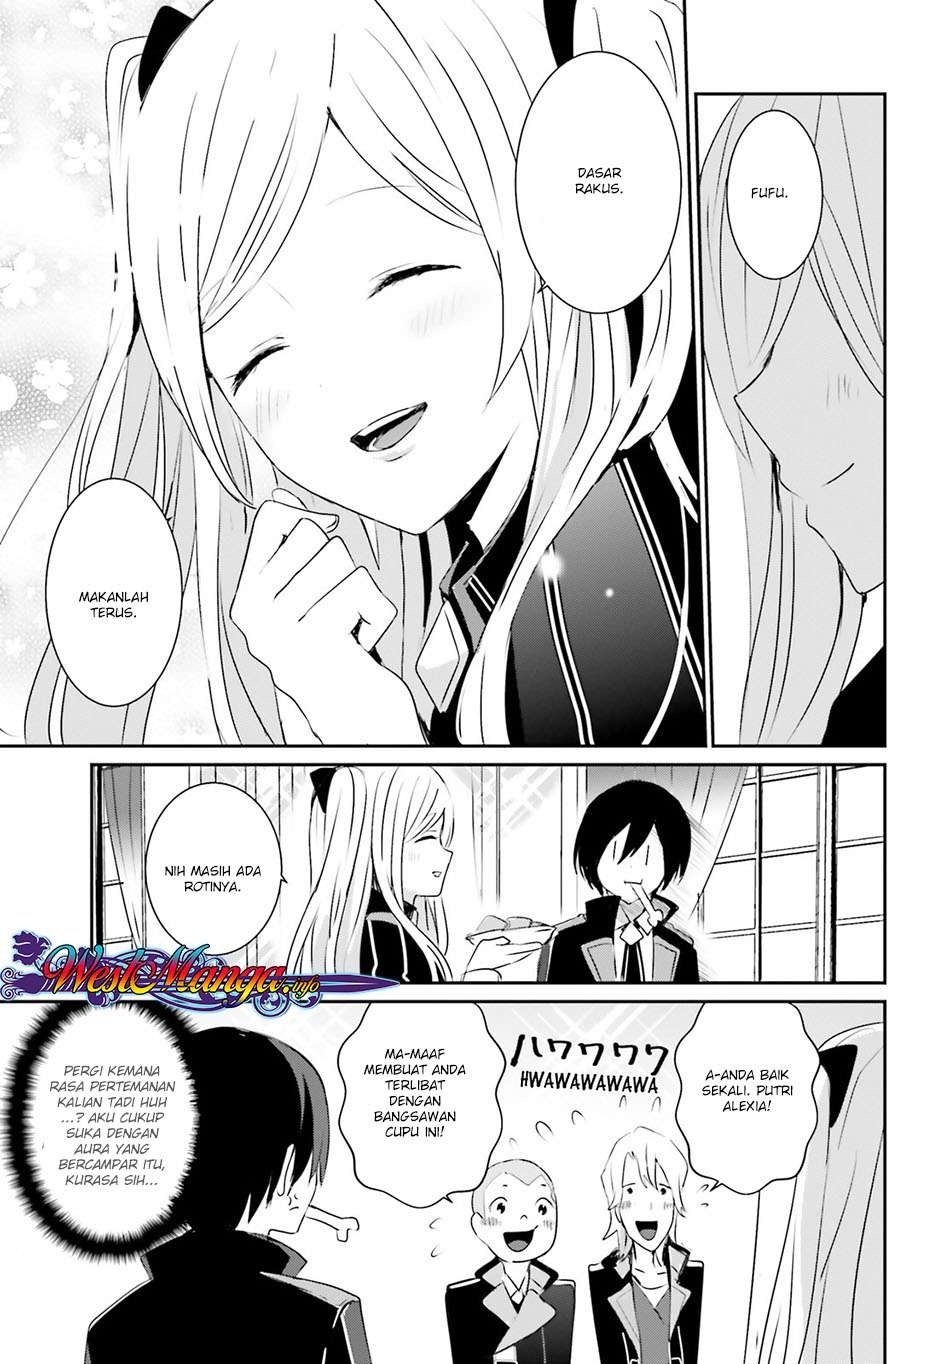 FUFU.
DASAR
RAKUS.
MAKANLAH
TERUS.
NIH MASIH ADA
ROTINYA.
WestManga.info
A-ANDA BAIK
SEKALI. PUTRI
ALEXIA!
ハワワワワ
HWAWAWAWAWA
MA-MAAF
MEMBUAT ANDA
TERLIBAT
DENGAN
BANGSAWAN
CUPU INI!
PERGI KEMANA
RASA PERTEMANAN
KALIAN TADI HUH
...? AKU CUKUP
SUKA DENGAN
AURA YANG
BERCAMPAR ITU,
KURASA SIH...